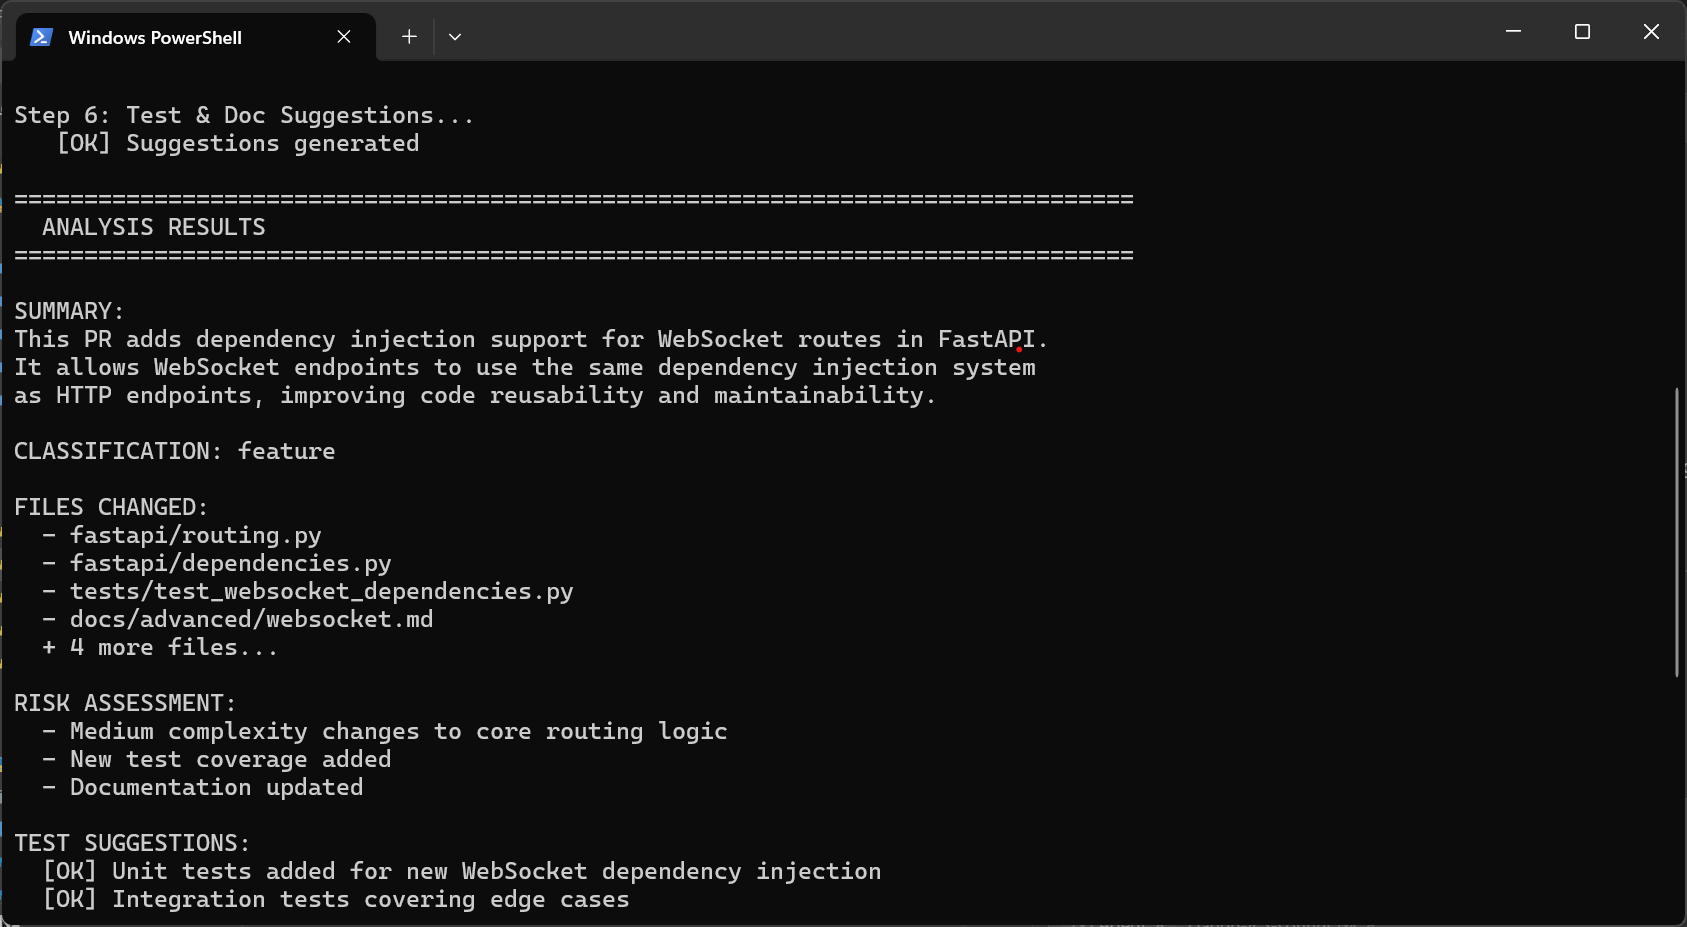 Windows PowerShell
Step 6: Test & Doc Suggestions...
[OK] Suggestions generated
================================================================================
ANALYSIS RESULTS
================================================================================
SUMMARY:
This PR adds dependency injection support for WebSocket routes in FastAPI.
It allows WebSocket endpoints to use the same dependency injection system
as HTTP endpoints, improving code reusability and maintainability.
CLASSIFICATION: feature
FILES CHANGED:
- fastapi/routing.py
- fastapi/dependencies.py
- tests/test_websocket_dependencies.py
- docs/advanced/websocket.md
+ 4 more files...
RISK ASSESSMENT:
- Medium complexity changes to core routing logic
- New test coverage added
- Documentation updated
TEST SUGGESTIONS:
[OK] Unit tests added for new WebSocket dependency injection
[OK] Integration tests covering edge cases